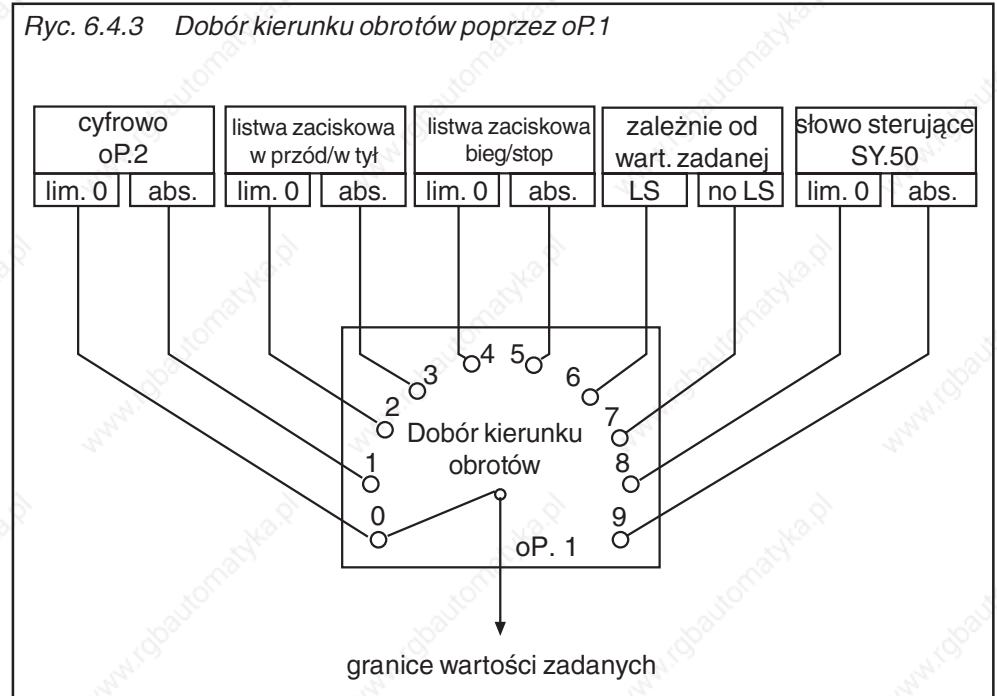 Ryc. 6.4.3 Dobór kierunku obrotów poprzez oP.1
cyfrowo
oP.2
lim. 0 abs.
listwa zaciskowa
w przód/w tył
lim. 0 abs.
listwa zaciskowa
bieg/stop
lim. 0 abs.
zależnie od
wart. zadanej
LS no LS
słowo sterujące
SY.50
lim. 0 abs.
0
1
2
3
4
5
6
7
8
9
Dobór kierunku
obrotów
oP. 1
granice wartości zadanych
www.rgbautomatyka.pl